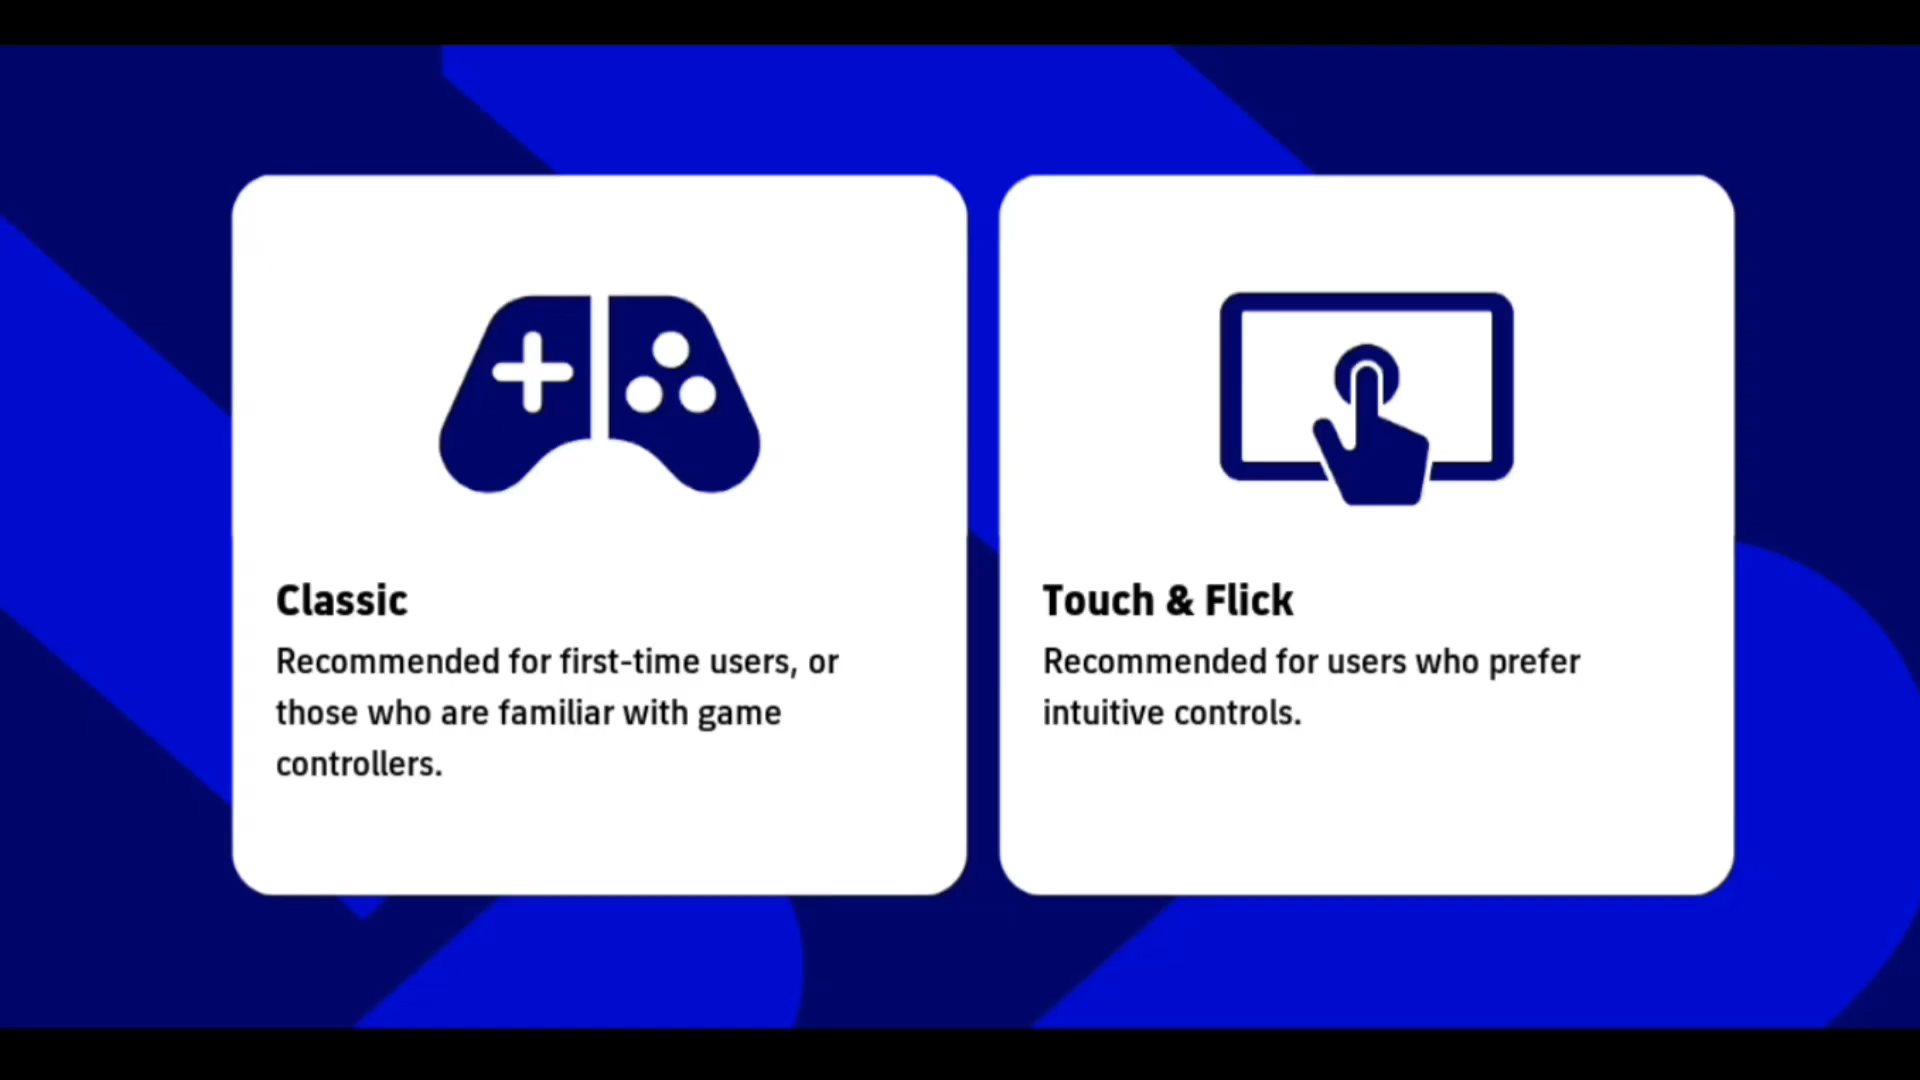 Classic
Recommended for first-time users, or
those who are familiar with game
controllers.
Touch & Flick
Recommended for users who prefer
intuitive controls.